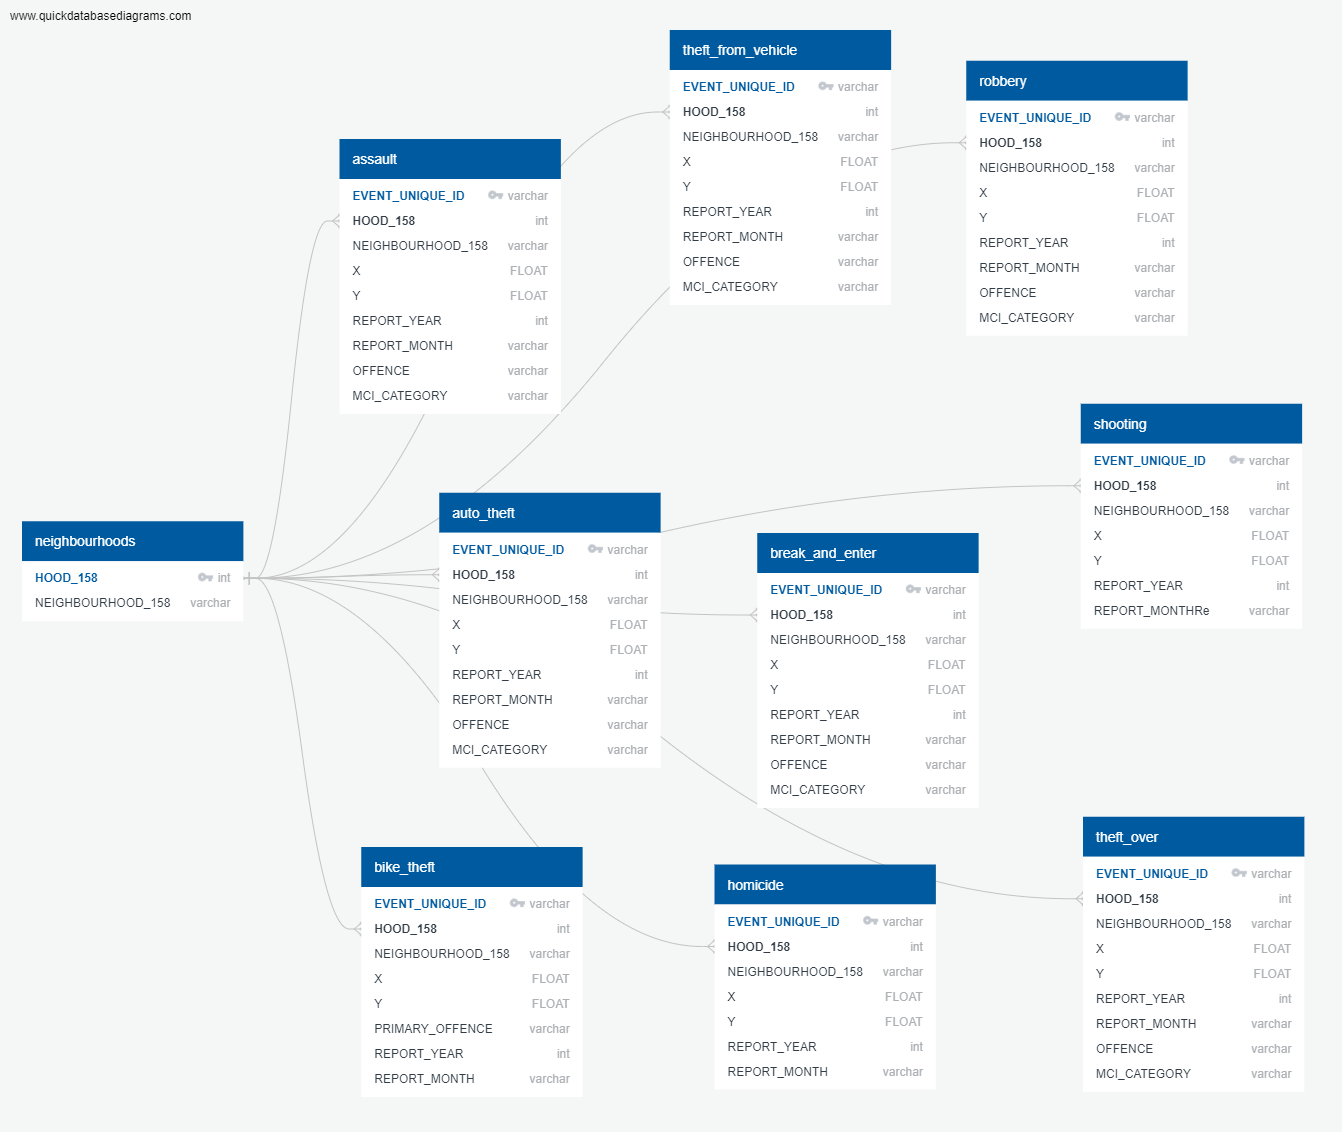 www.quickdatabasediagrams.com
theft_from_vehicle
EVENT_UNIQUE_ID varchar
HOOD_158 int
NEIGHBOURHOOD_158 varchar
X FLOAT
Y FLOAT
REPORT_YEAR int
REPORT_MONTH varchar
OFFENCE varchar
MCI_CATEGORY varchar
robbery
EVENT_UNIQUE_ID varchar
HOOD_158 int
NEIGHBOURHOOD_158 varchar
X FLOAT
Y FLOAT
REPORT_YEAR int
REPORT_MONTH varchar
OFFENCE varchar
MCI_CATEGORY varchar
assault
EVENT_UNIQUE_ID varchar
HOOD_158 int
NEIGHBOURHOOD_158 varchar
X FLOAT
Y FLOAT
REPORT_YEAR int
REPORT_MONTH varchar
OFFENCE varchar
MCI_CATEGORY varchar
shooting
EVENT_UNIQUE_ID varchar
HOOD_158 int
NEIGHBOURHOOD_158 varchar
X FLOAT
Y FLOAT
REPORT_YEAR int
REPORT_MONTHRe varchar
neighbourhoods
HOOD_158 int
NEIGHBOURHOOD_158 varchar
auto_theft
EVENT_UNIQUE_ID varchar
HOOD_158 int
NEIGHBOURHOOD_158 varchar
X FLOAT
Y FLOAT
REPORT_YEAR int
REPORT_MONTH varchar
OFFENCE varchar
MCI_CATEGORY varchar
break_and_enter
EVENT_UNIQUE_ID varchar
HOOD_158 int
NEIGHBOURHOOD_158 varchar
X FLOAT
Y FLOAT
REPORT_YEAR int
REPORT_MONTH varchar
OFFENCE varchar
MCI_CATEGORY varchar
bike_theft
EVENT_UNIQUE_ID varchar
HOOD_158 int
NEIGHBOURHOOD_158 varchar
X FLOAT
Y FLOAT
PRIMARY_OFFENCE varchar
REPORT_YEAR int
REPORT_MONTH varchar
homicide
EVENT_UNIQUE_ID varchar
HOOD_158 int
NEIGHBOURHOOD_158 varchar
X FLOAT
Y FLOAT
REPORT_YEAR int
REPORT_MONTH varchar
theft_over
EVENT_UNIQUE_ID varchar
HOOD_158 int
NEIGHBOURHOOD_158 varchar
X FLOAT
Y FLOAT
REPORT_YEAR int
REPORT_MONTH varchar
OFFENCE varchar
MCI_CATEGORY varchar